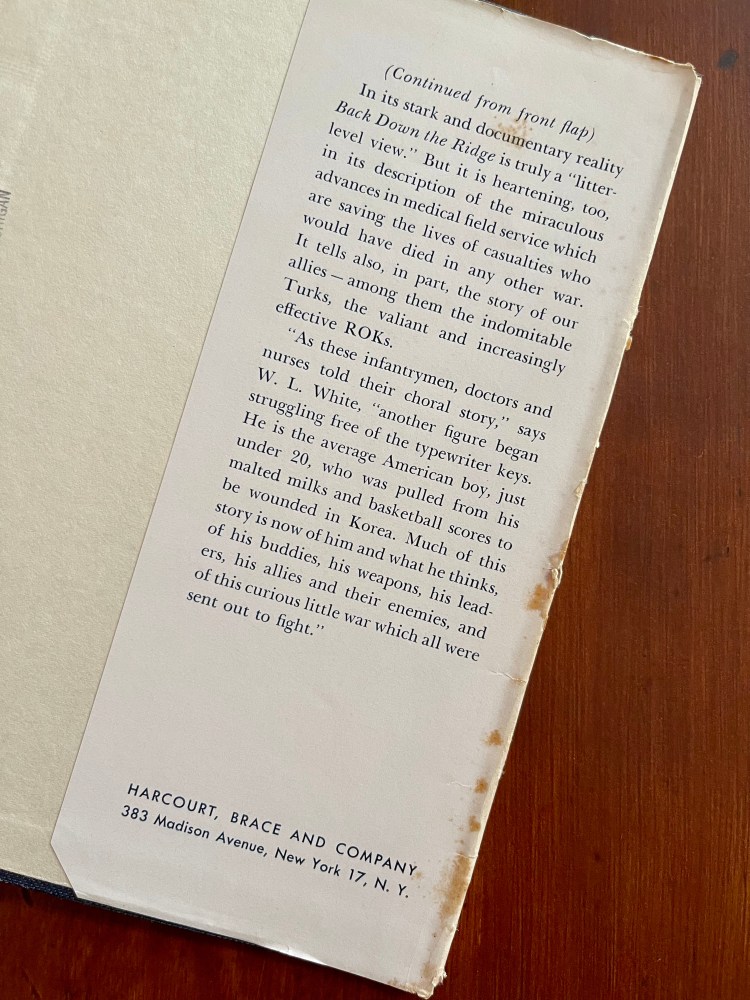 (Continued from front flap)
In its stark and documentary reality
Back Down the Ridge is truly a “litter-
level view.” But it is heartening, too,
in its description of the miraculous
advances in medical field service which
are saving the lives of casualties who
would have died in any other war.
It tells also, in part, the story of our
allies — among them the indomitable
Turks, the valiant and increasingly
effective ROKs.
“As these infantrymen, doctors and
nurses told their choral story,” says
W. L. White, “another figure began
struggling free of the typewriter keys.
He is the average American boy, just
under 20, who was pulled from his
malted milks and basketball scores to
be wounded in Korea. Much of this
story is now of him and what he thinks,
of his buddies, his weapons, his lead-
ers, his allies and their enemies, and
of this curious little war which all were
sent out to fight.”
HARCOURT, BRACE AND COMPANY
383 Madison Avenue, New York 17, N. Y.